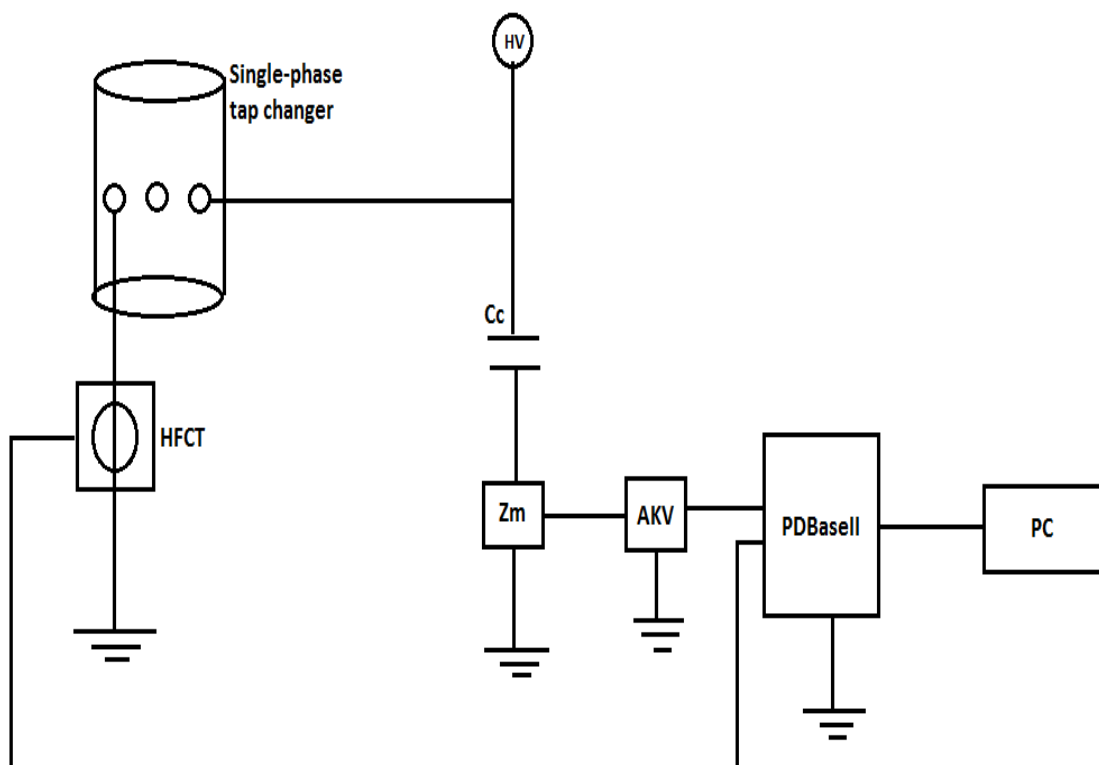 HV
Single-phase
tap changer
Cc
HFCT
Zm
AKV
PDBaseII
PC